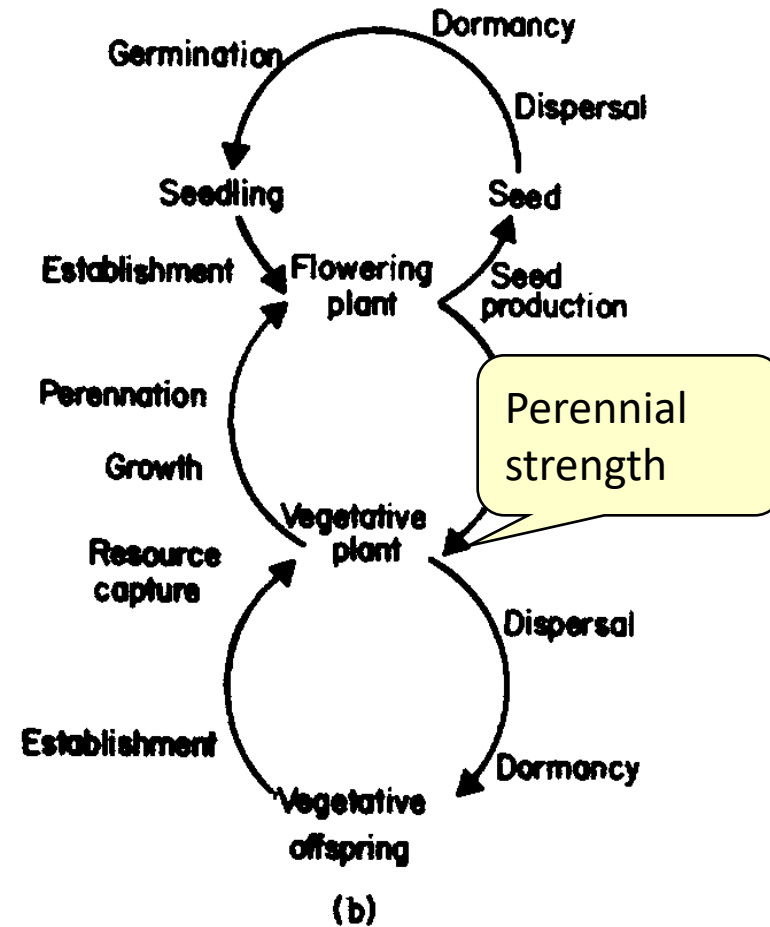 Dormancy
Germination
Dispersal
Seedling
Seed
Establishment
Flowering
plant
Seed
production
Perennation
Perennial
strength
Growth
Vegetative
plant
Resource
capture
Dispersal
Establishment
Dormancy
Vegetative
offspring
(b)